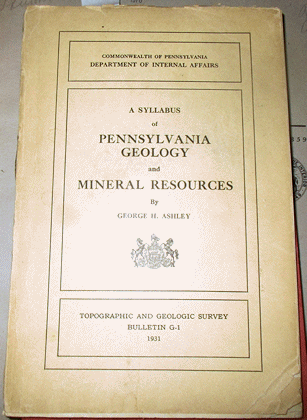 COMMONWEALTH OF PENNSYLVANIA
DEPARTMENT OF INTERNAL AFFAIRS
A SYLLABUS
of
PENNSYLVANIA
GEOLOGY
and
MINERAL RESOURCES
By
GEORGE H. ASHLEY
TOPOGRAPHIC AND GEOLOGIC SURVEY
BULLETIN G-1
1931